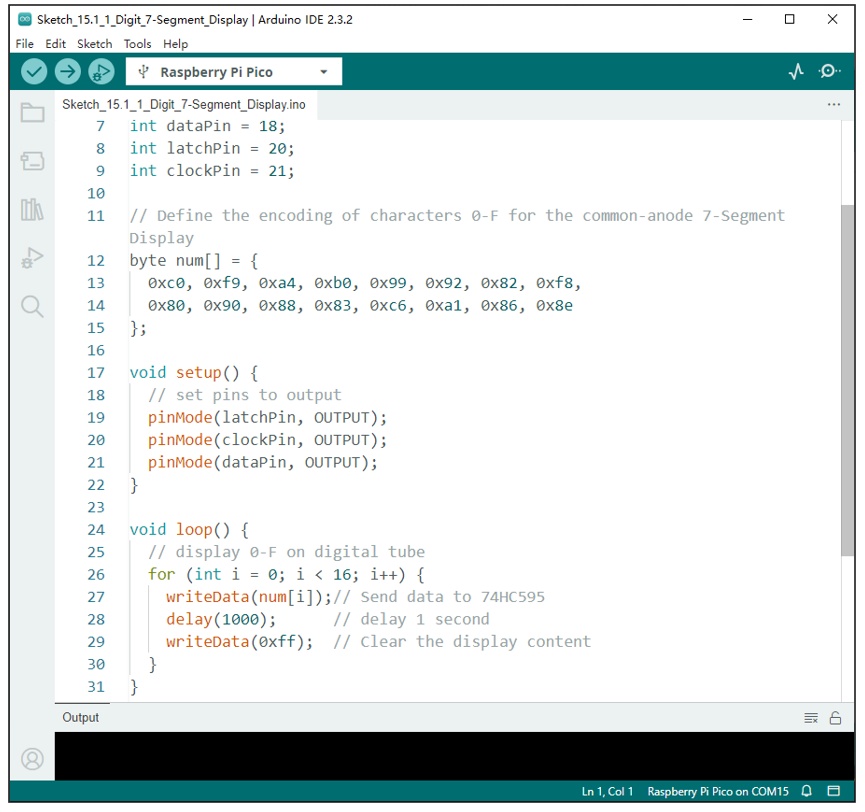 Sketch_15.1_1_Digit_7-Segment_Display | Arduino IDE 2.3.2
File Edit Sketch Tools Help
Raspberry Pi Pico
Sketch_15.1_1_Digit_7-Segment_Display.ino
7 int dataPin = 18;
8 int latchPin = 20;
9 int clockPin = 21;
10
11 // Define the encoding of characters 0-F for the common-anode 7-Segment
Display
12 byte num[] = {
13 0xc0, 0xf9, 0xa4, 0xb0, 0x99, 0x92, 0x82, 0xf8,
14 0x80, 0x90, 0x88, 0x83, 0xc6, 0xa1, 0x86, 0x8e
15 };
16
17 void setup() {
18 // set pins to output
19 pinMode(latchPin, OUTPUT);
20 pinMode(clockPin, OUTPUT);
21 pinMode(dataPin, OUTPUT);
22 }
23
24 void loop() {
25 // display 0-F on digital tube
26 for (int i = 0; i < 16; i++) {
27 writeData(num[i]);// Send data to 74HC595
28 delay(1000); // delay 1 second
29 writeData(0xff); // Clear the display content
30 }
31 }
Output
Ln 1, Col 1 Raspberry Pi Pico on COM15